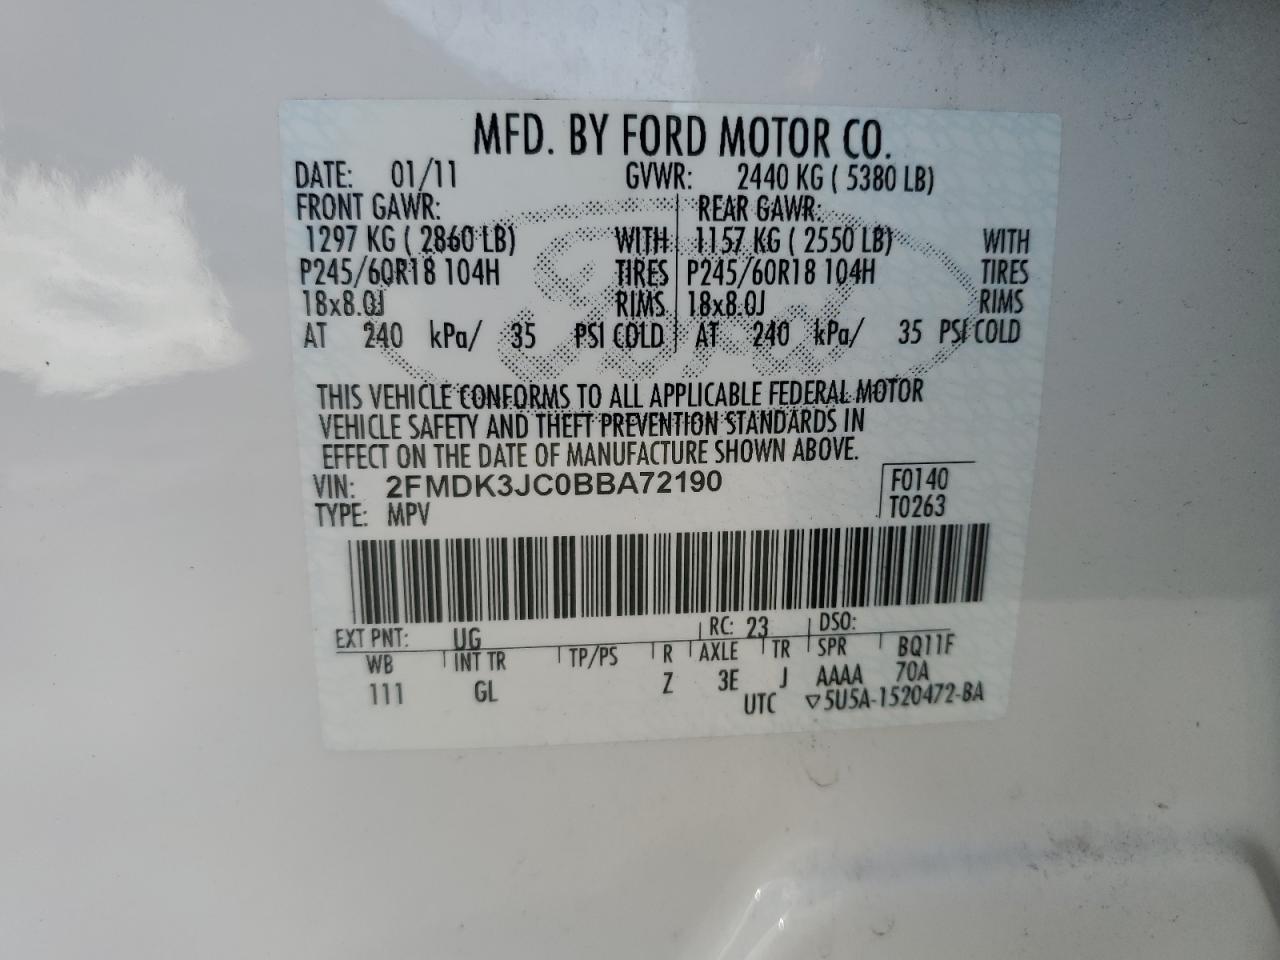 MFD. BY FORD MOTOR CO.
DATE: 01/11 GVWR: 2440 KG ( 5380 LB)
FRONT GAWR: REAR GAWR:
1297 KG ( 2860 LB) WITH 1157 KG ( 2550 LB) WITH
P245/60R18 104H TIRES P245/60R18 104H TIRES
18x8.0J RIMS 18x8.0J RIMS
AT 240 kPa/ 35 PSI COLD AT 240 kPa/ 35 PSI COLD
Ford
THIS VEHICLE CONFORMS TO ALL APPLICABLE FEDERAL MOTOR
VEHICLE SAFETY AND THEFT PREVENTION STANDARDS IN
EFFECT ON THE DATE OF MANUFACTURE SHOWN ABOVE.
VIN: 2FMDK3JC0BBA72190 F0140
TYPE: MPV T0263
EXT PNT: UG RC: 23 DSO:
WB INT TR TP/PS R AXLE TR SPR BQ11F
111 GL Z 3E J AAAA 70A
UTC ▽5U5A-1520472-BA